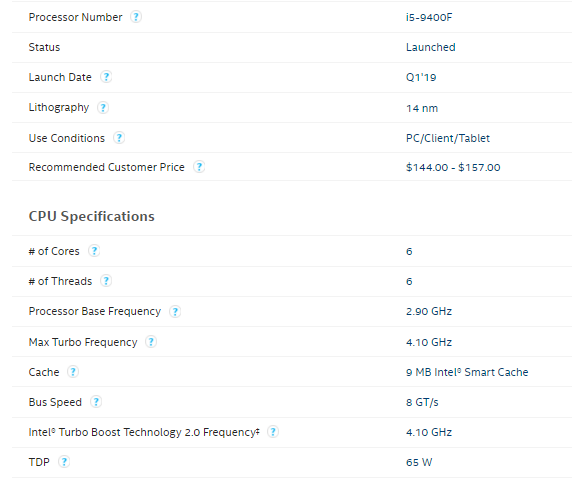 Processor Number ? i5-9400F
Status Launched
Launch Date ? Q1'19
Lithography ? 14 nm
Use Conditions ? PC/Client/Tablet
Recommended Customer Price ? $144.00 - $157.00
CPU Specifications
# of Cores ? 6
# of Threads ? 6
Processor Base Frequency ? 2.90 GHz
Max Turbo Frequency ? 4.10 GHz
Cache ? 9 MB Intel® Smart Cache
Bus Speed ? 8 GT/s
Intel® Turbo Boost Technology 2.0 Frequency‡ ? 4.10 GHz
TDP ? 65 W